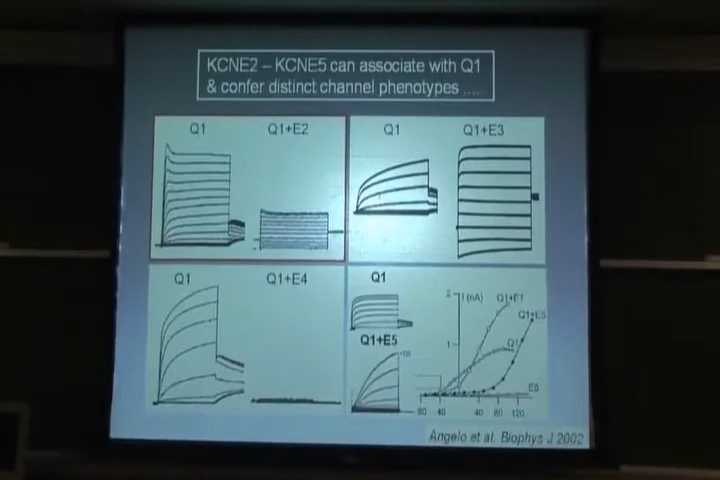 KCNE2 – KCNE5 can associate with Q1
& confer distinct channel phenotypes .....
Q1 Q1+E2
Q1 Q1+E3
Q1 Q1+E4
Q1
Q1+E5
2 I (nA) Q1+E1
Q1+E5
Q1
1
E5
40 40 80 120
Angelo et al. Biophys J 2002